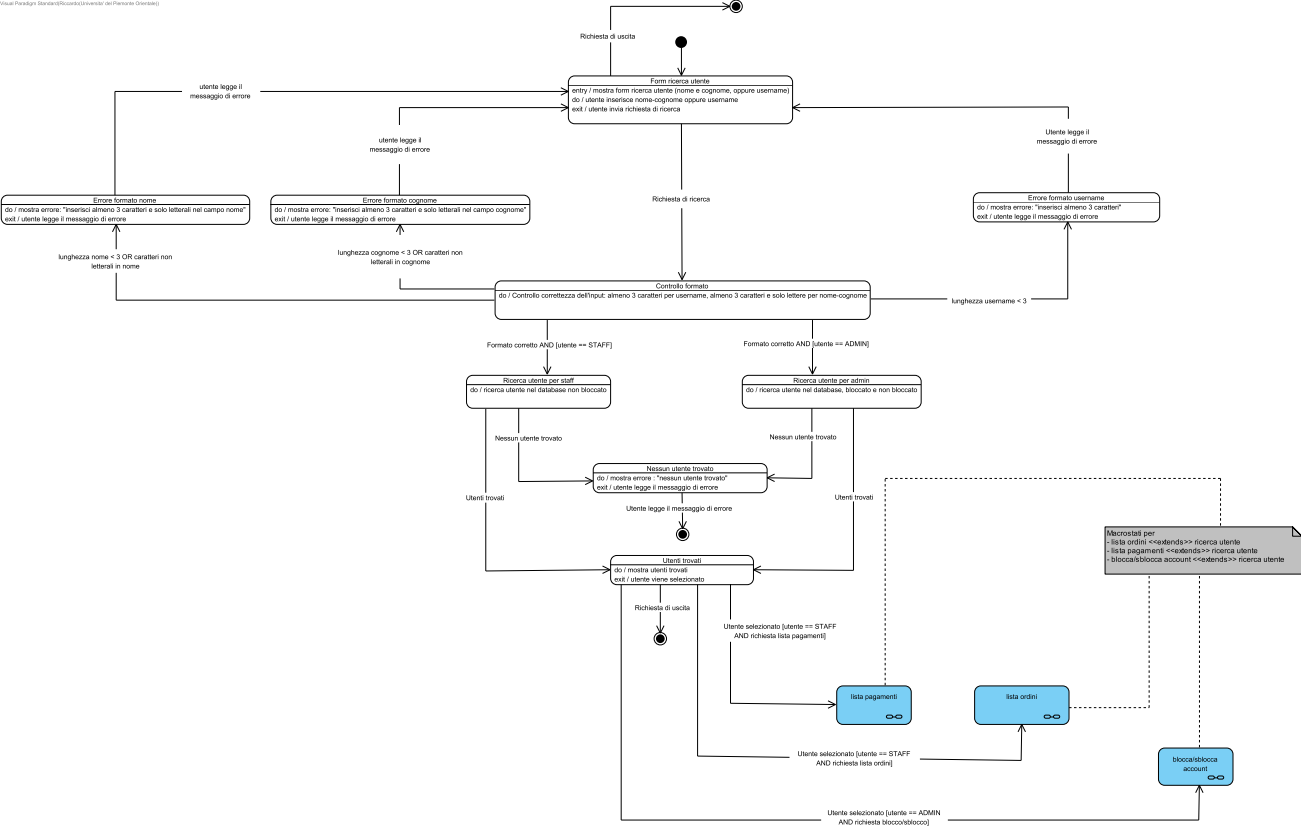 Visual Paradigm Standard(Riccardo(Universita' del Piemonte Orientale))
Richiesta di uscita
Form ricerca utente
entry / mostra form ricerca utente (nome e cognome, oppure username)
do / utente inserisce nome-cognome oppure username
exit / utente invia richiesta di ricerca
utente legge il
messaggio di errore
utente legge il
messaggio di errore
Utente legge il
messaggio di errore
Richiesta di ricerca
Errore formato nome
do / mostra errore: "inserisci almeno 3 caratteri e solo letterali nel campo nome"
exit / utente legge il messaggio di errore
Errore formato cognome
do / mostra errore: "inserisci almeno 3 caratteri e solo letterali nel campo cognome"
exit / utente legge il messaggio di errore
Errore formato username
do / mostra errore: "inserisci almeno 3 caratteri"
exit / utente legge il messaggio di errore
lunghezza nome < 3 OR caratteri non
letterali in nome
lunghezza cognome < 3 OR caratteri non
letterali in cognome
Controllo formato
do / Controllo correttezza dell'input: almeno 3 caratteri per username, almeno 3 caratteri e solo lettere per nome-cognome
lunghezza username < 3
Formato corretto AND [utente == STAFF]
Formato corretto AND [utente == ADMIN]
Ricerca utente per staff
do / ricerca utente nel database non bloccato
Ricerca utente per admin
do / ricerca utente nel database, bloccato e non bloccato
Nessun utente trovato
Nessun utente trovato
Nessun utente trovato
do / mostra errore : "nessun utente trovato"
exit / utente legge il messaggio di errore
Utenti trovati
Utenti trovati
Utente legge il messaggio di errore
Macrostati per
- lista ordini <<extends>> ricerca utente
- lista pagamenti <<extends>> ricerca utente
- blocca/sblocca account <<extends>> ricerca utente
Utenti trovati
do / mostra utenti trovati
exit / utente viene selezionato
Richiesta di uscita
Utente selezionato [utente == STAFF
AND richiesta lista pagamenti]
lista pagamenti
lista ordini
Utente selezionato [utente == STAFF
AND richiesta lista ordini]
blocca/sblocca
account
Utente selezionato [utente == ADMIN
AND richiesta blocco/sblocco]